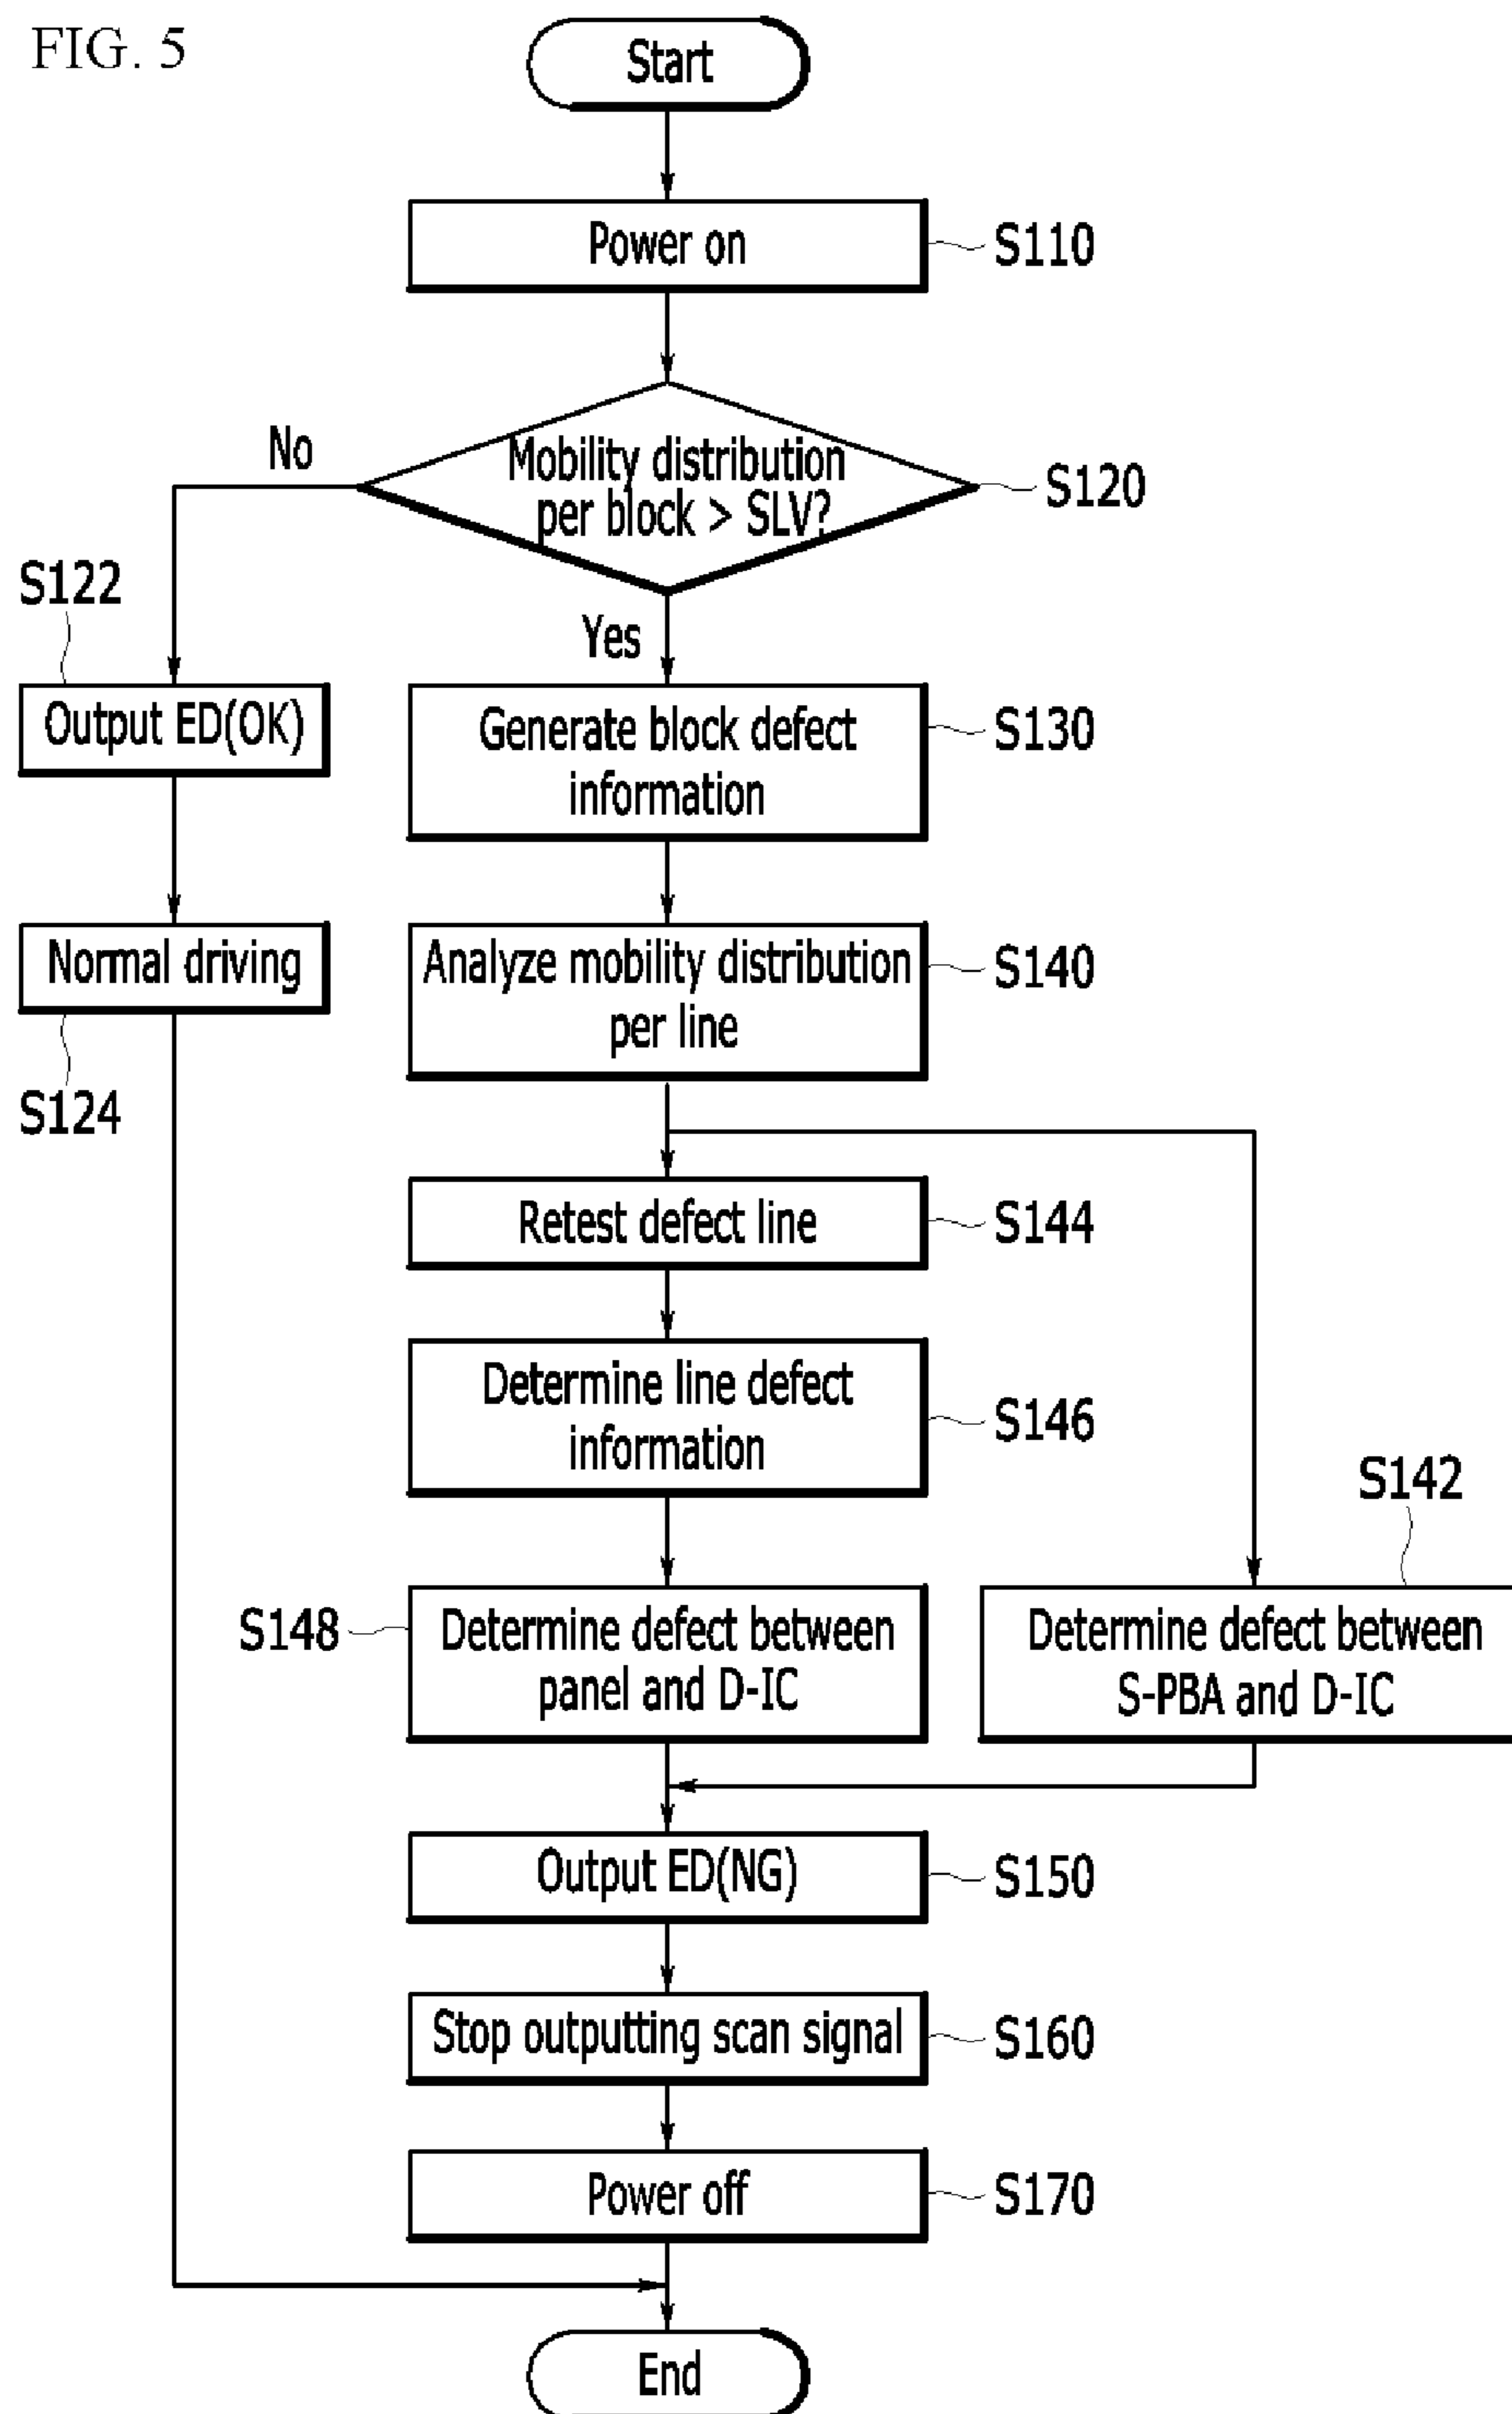 FIG. 5
Start
Power on
S110
No
Mobility distribution
per block > SLV?
S120
S122
Yes
Output ED(OK)
Generate block defect
information
S130
Normal driving
S124
Analyze mobility distribution
per line
S140
Retest defect line
S144
Determine line defect
information
S146
S142
S148
Determine defect between
panel and D-IC
Determine defect between
S-PBA and D-IC
Output ED(NG)
S150
Stop outputting scan signal
S160
Power off
S170
End